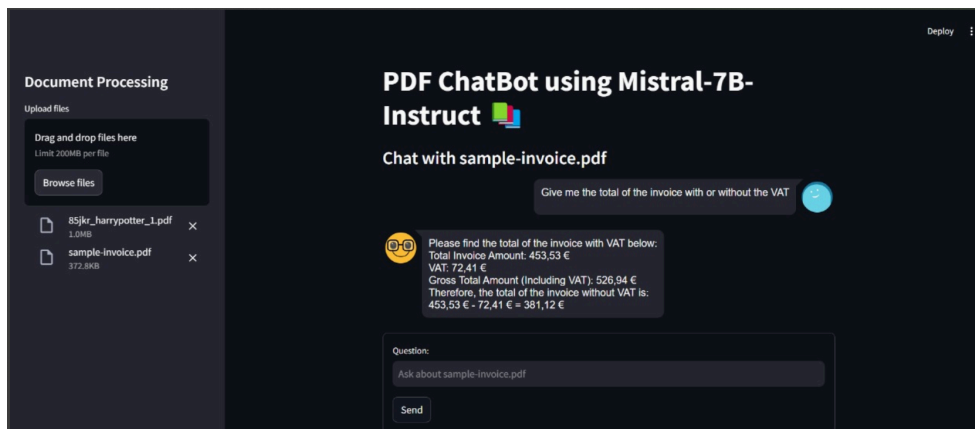 Deploy
Document Processing
Upload files
Drag and drop files here
Limit 200MB per file
Browse files
85jkr_harrypotter_1.pdf
1.0MB
sample-invoice.pdf
372.8KB
PDF ChatBot using Mistral-7B-
Instruct
Chat with sample-invoice.pdf
Give me the total of the invoice with or without the VAT
Please find the total of the invoice with VAT below:
Total Invoice Amount: 453,53 €
VAT: 72,41 €
Gross Total Amount (Including VAT): 526,94 €
Therefore, the total of the invoice without VAT is:
453,53 € - 72,41 € = 381,12 €
Question:
Ask about sample-invoice.pdf
Send